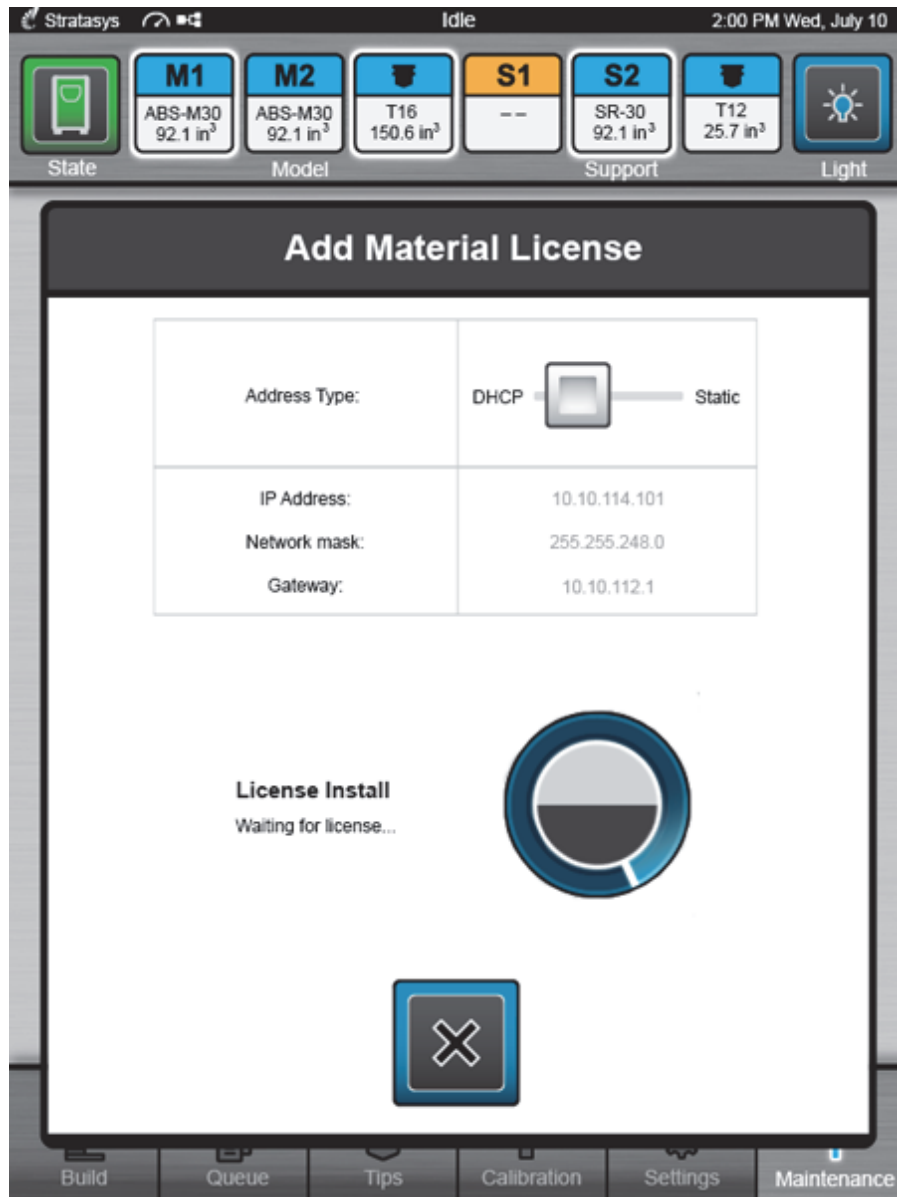 Stratasys Idle 2:00 PM Wed, July 10
M1 M2 S1 S2
ABS-M30 ABS-M30 T16 -- SR-30 T12
92.1 in³ 92.1 in³ 150.6 in³ 92.1 in³ 25.7 in³
State Model Support Light
Add Material License
Address Type: DHCP Static
IP Address: 10.10.114.101
Network mask: 255.255.248.0
Gateway: 10.10.112.1
License Install
Waiting for license...
Build Queue Tips Calibration Settings Maintenance